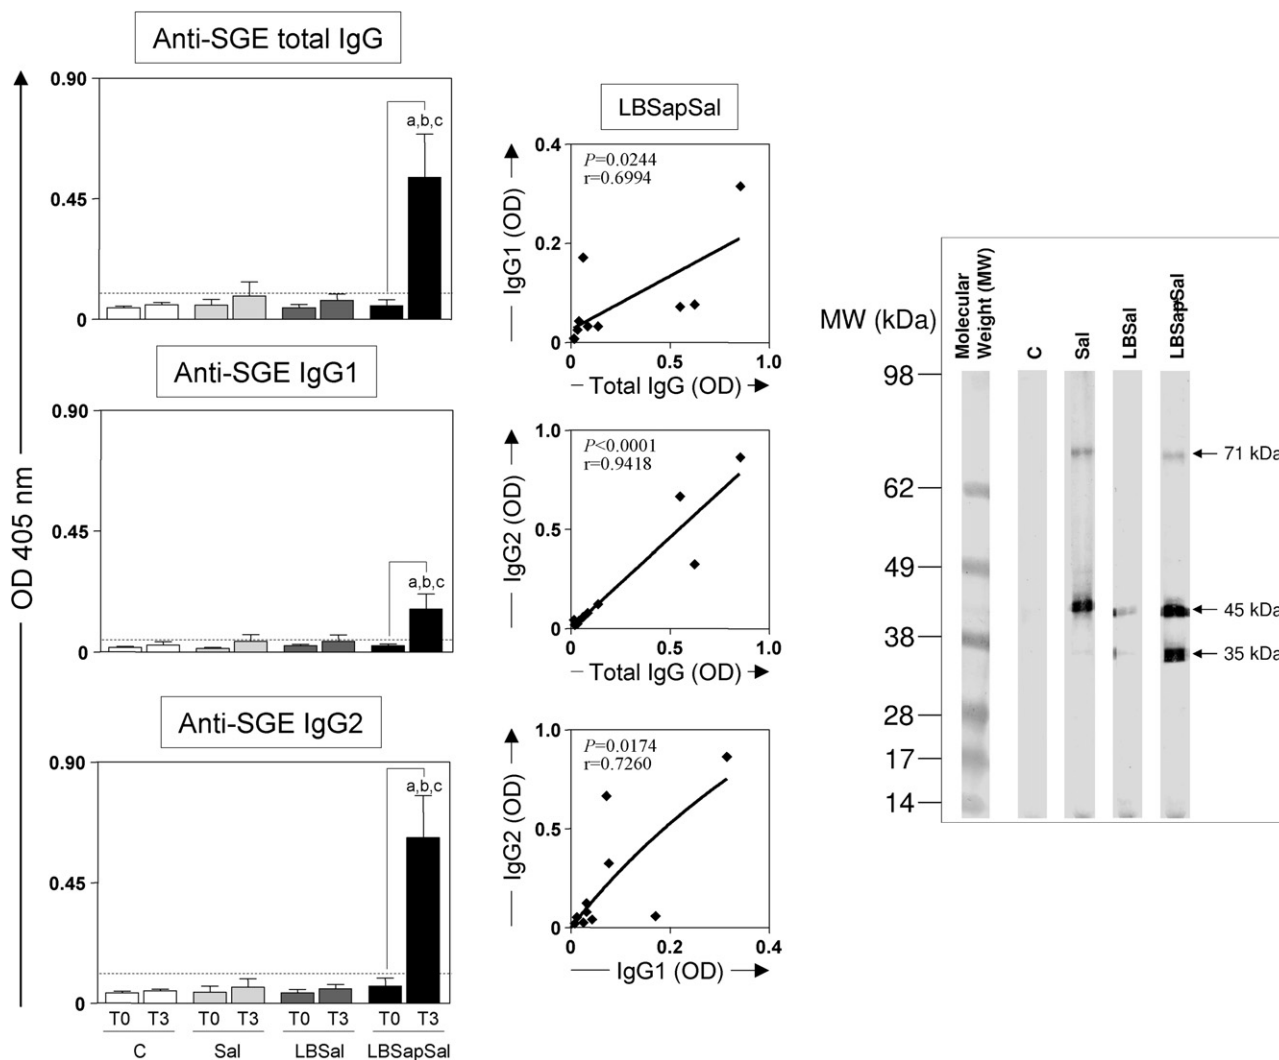 Anti-SGE total IgG
0.90
a,b,c
0.45
0
Anti-SGE IgG1
0.90
0.45
a,b,c
0
Anti-SGE IgG2
0.90
a,b,c
0.45
0
T0 T3 T0 T3 T0 T3 T0 T3
C Sal LBSal LBSapSal
OD 405 nm
LBSapSal
0.4
P=0.0244
r=0.6994
0.2
0
0 0.5 1.0
IgG1 (OD)
Total IgG (OD)
1.0
P<0.0001
r=0.9418
0.5
0
0 0.5 1.0
IgG2 (OD)
Total IgG (OD)
1.0
P=0.0174
r=0.7260
0.5
0
0 0.2 0.4
IgG2 (OD)
IgG1 (OD)
MW (kDa)
Molecular
Weight (MW)
C
Sal
LBSal
LBSapSal
98
71 kDa
62
49
45 kDa
38
35 kDa
28
17
14